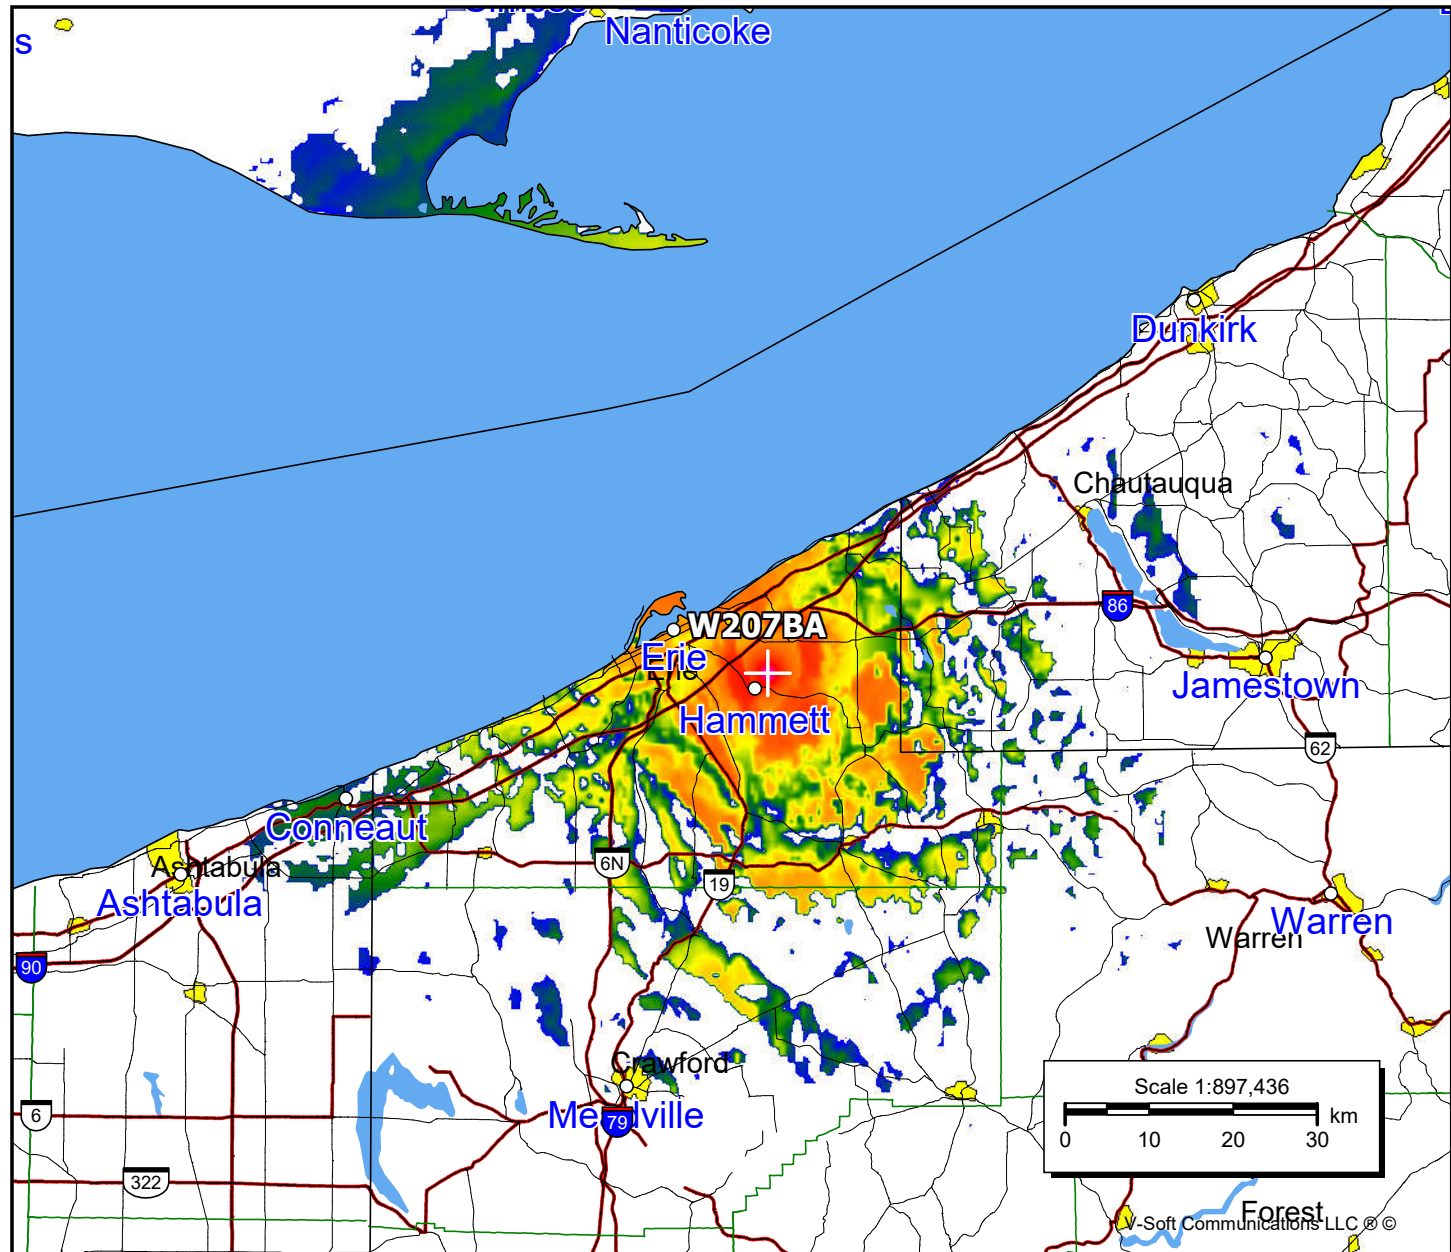 s
Nanticoke
Dunkirk
Chautauqua
86
W207BA
Erie
Erie
Jamestown
Hammett
62
Conneaut
6N
Ashtabula
19
Ashtabula
Warren
Warren
90
Crawford
Scale 1:897,436
km
0 10 20 30
6
Meadville
79
322
Forest
V-Soft Communications LLC ® ©